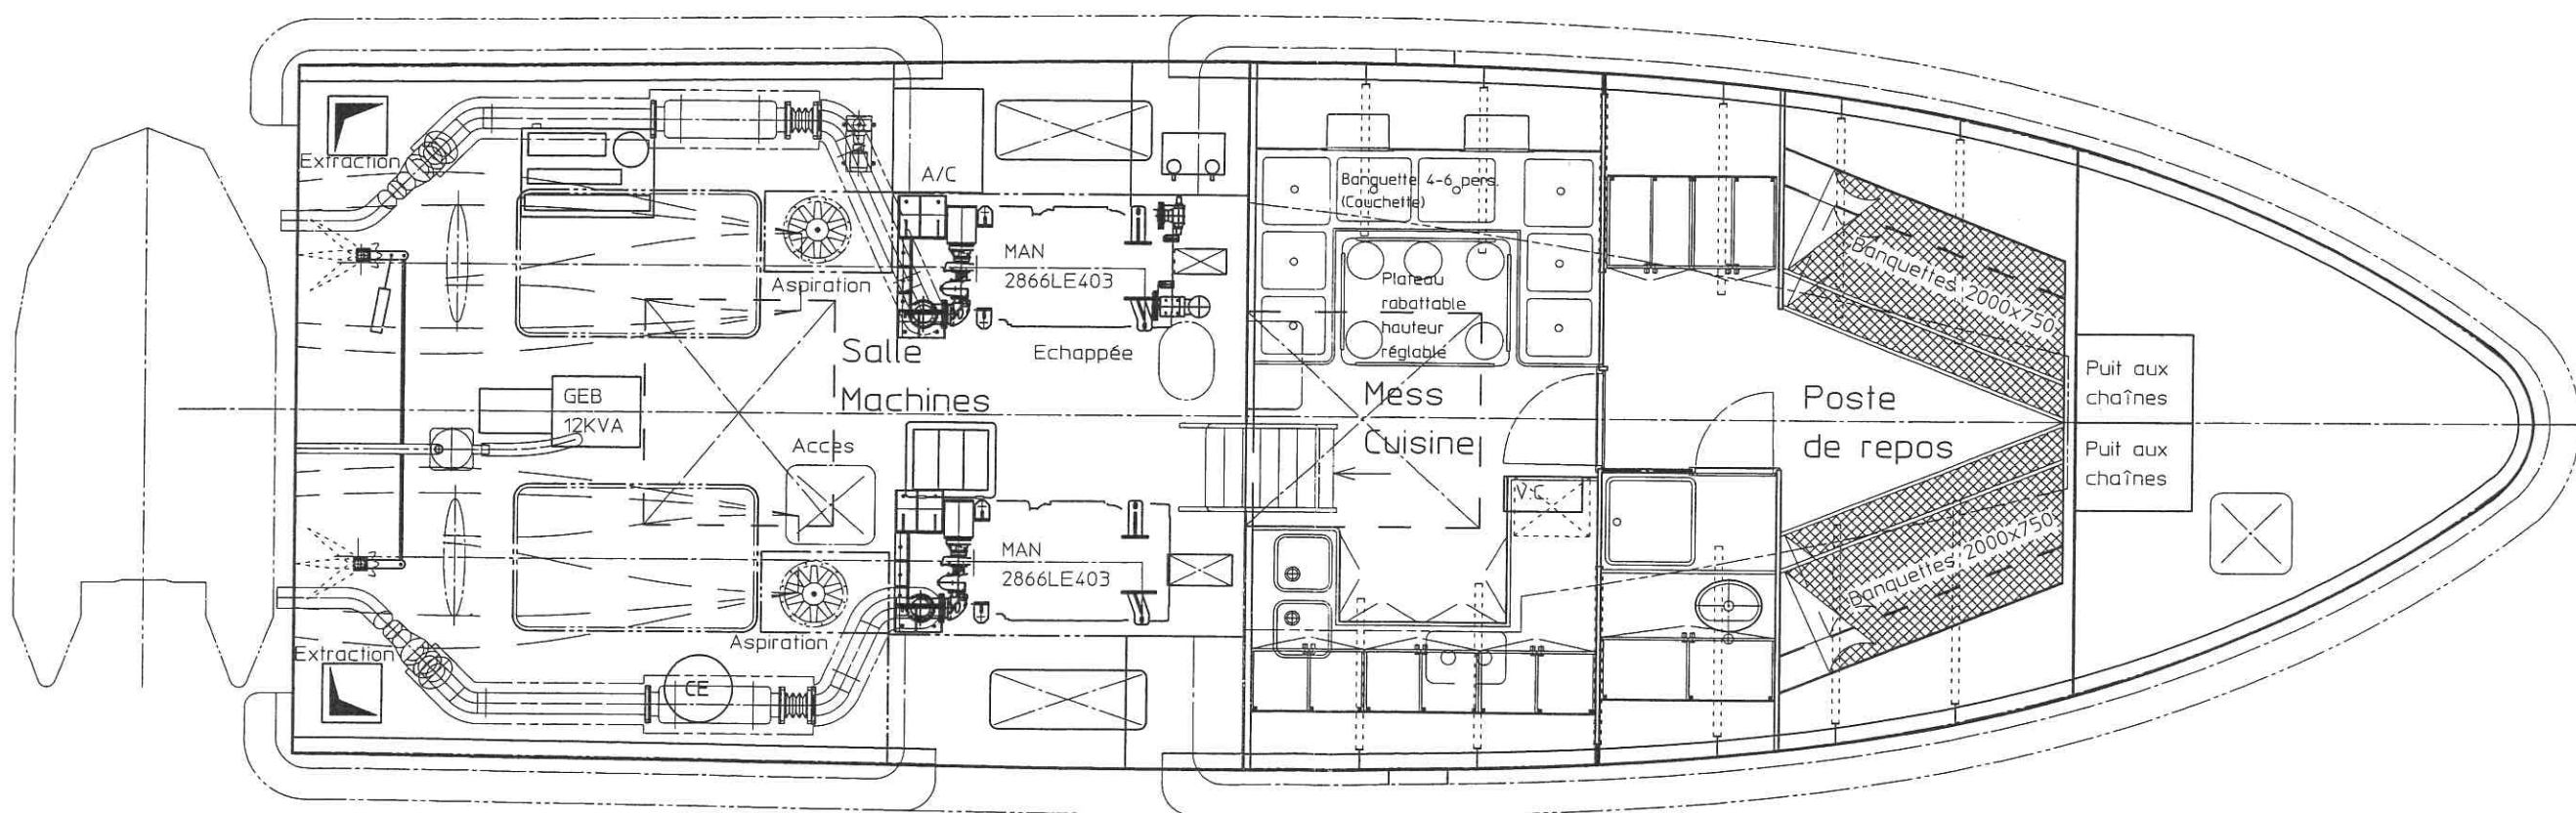 Extraction
A/C
Aspiration
MAN
2866LE403
Echappée
Salle
Machines
GEB
12KVA
Acces
MAN
2866LE403
Aspiration
Extraction
CE
Banquette 4-6 pers.
(Couchette)
Plateau
rabattable
hauteur
réglable
Mess
Cuisine
V.C.
Poste
de repos
Banquettes 2000x750
Banquettes 2000x750
Puit aux
chaînes
Puit aux
chaînes